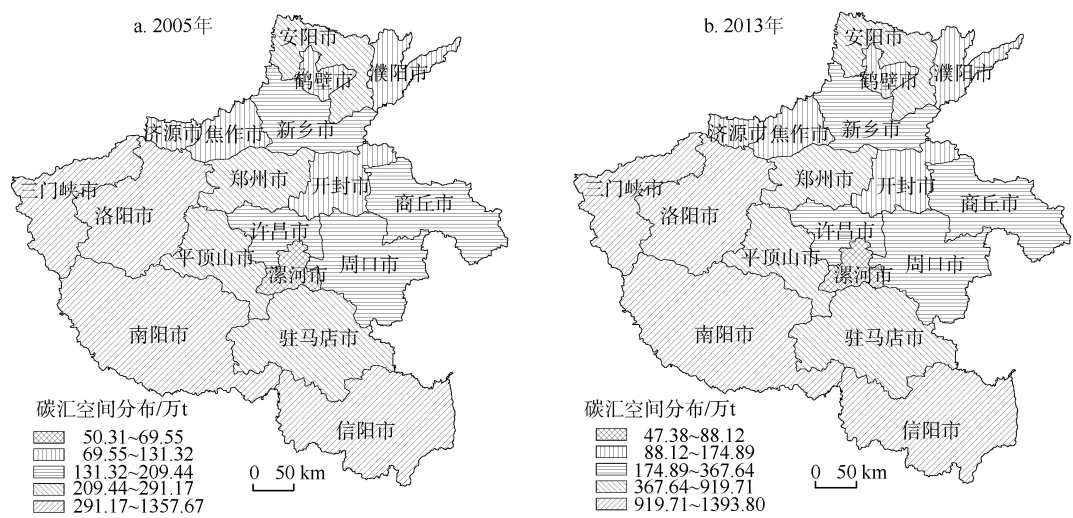 a. 2005年
安阳市
鹤壁市
濮阳市
济源市
焦作市
新乡市
三门峡市
洛阳市
郑州市
开封市
商丘市
许昌市
平顶山市
漯河市
周口市
南阳市
驻马店市
信阳市
碳汇空间分布/万t
50.31~69.55
69.55~131.32
131.32~209.44
209.44~291.17
291.17~1357.67
0 50 km
b. 2013年
安阳市
鹤壁市
濮阳市
济源市
焦作市
新乡市
三门峡市
洛阳市
郑州市
开封市
商丘市
许昌市
平顶山市
漯河市
周口市
南阳市
驻马店市
信阳市
碳汇空间分布/万t
47.38~88.12
88.12~174.89
174.89~367.64
367.64~919.71
919.71~1393.80
0 50 km